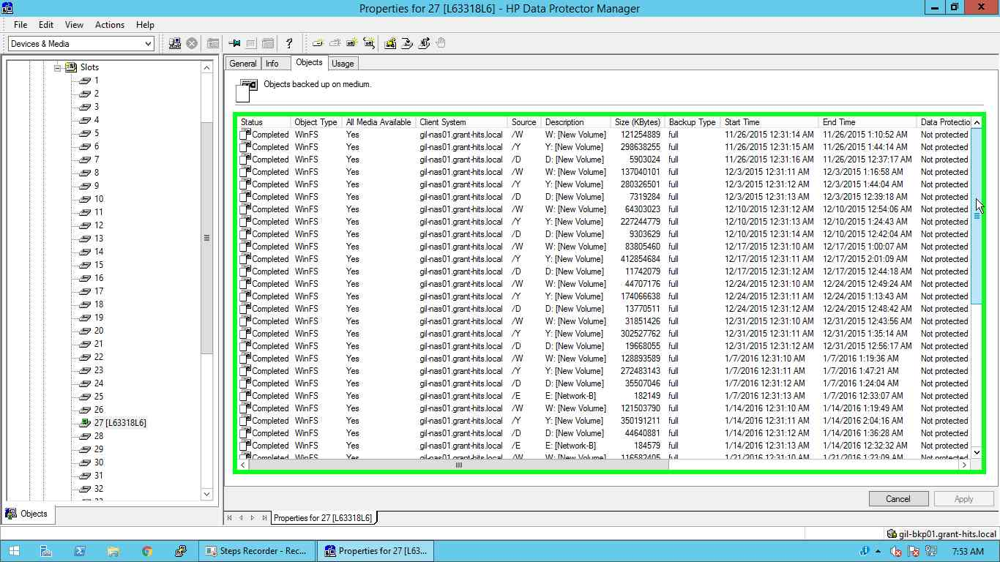 Properties for 27 [L63318L6] - HP Data Protector Manager
File Edit View Actions Help
Devices & Media
Slots
1
2
3
4
5
6
7
8
9
10
11
12
13
14
15
16
17
18
19
20
21
22
23
24
25
26
27 [L63318L6]
28
29
30
31
32
Objects
General Info Objects Usage
Objects backed up on medium.
Status Object Type All Media Available Client System Source Description Size (KBytes) Backup Type Start Time End Time Data Protectio
Completed WinFS Yes gil-nas01.grant-hits.local /W W: [New Volume] 121254889 full 11/26/2015 12:31:14 AM 11/26/2015 1:10:52 AM Not protected
Completed WinFS Yes gil-nas01.grant-hits.local /Y Y: [New Volume] 298638255 full 11/26/2015 12:31:15 AM 11/26/2015 1:44:14 AM Not protected
Completed WinFS Yes gil-nas01.grant-hits.local /D D: [New Volume] 5903024 full 11/26/2015 12:31:16 AM 11/26/2015 12:37:17 AM Not protected
Completed WinFS Yes gil-nas01.grant-hits.local /W W: [New Volume] 137040101 full 12/3/2015 12:31:11 AM 12/3/2015 1:16:58 AM Not protected
Completed WinFS Yes gil-nas01.grant-hits.local /Y Y: [New Volume] 280326501 full 12/3/2015 12:31:12 AM 12/3/2015 1:44:04 AM Not protected
Completed WinFS Yes gil-nas01.grant-hits.local /D D: [New Volume] 7319284 full 12/3/2015 12:31:13 AM 12/3/2015 12:39:18 AM Not protected
Completed WinFS Yes gil-nas01.grant-hits.local /W W: [New Volume] 64303023 full 12/10/2015 12:31:12 AM 12/10/2015 12:54:06 AM Not protected
Completed WinFS Yes gil-nas01.grant-hits.local /Y Y: [New Volume] 227244779 full 12/10/2015 12:31:13 AM 12/10/2015 1:24:43 AM Not protected
Completed WinFS Yes gil-nas01.grant-hits.local /D D: [New Volume] 9303629 full 12/10/2015 12:31:14 AM 12/10/2015 12:42:04 AM Not protected
Completed WinFS Yes gil-nas01.grant-hits.local /W W: [New Volume] 83805460 full 12/17/2015 12:31:10 AM 12/17/2015 1:00:07 AM Not protected
Completed WinFS Yes gil-nas01.grant-hits.local /Y Y: [New Volume] 412854684 full 12/17/2015 12:31:11 AM 12/17/2015 2:01:09 AM Not protected
Completed WinFS Yes gil-nas01.grant-hits.local /D D: [New Volume] 11742079 full 12/17/2015 12:31:12 AM 12/17/2015 12:44:18 AM Not protected
Completed WinFS Yes gil-nas01.grant-hits.local /W W: [New Volume] 44707176 full 12/24/2015 12:31:10 AM 12/24/2015 12:49:24 AM Not protected
Completed WinFS Yes gil-nas01.grant-hits.local /Y Y: [New Volume] 174066638 full 12/24/2015 12:31:11 AM 12/24/2015 1:13:43 AM Not protected
Completed WinFS Yes gil-nas01.grant-hits.local /D D: [New Volume] 13770511 full 12/24/2015 12:31:12 AM 12/24/2015 12:48:42 AM Not protected
Completed WinFS Yes gil-nas01.grant-hits.local /W W: [New Volume] 31851426 full 12/31/2015 12:31:10 AM 12/31/2015 12:43:56 AM Not protected
Completed WinFS Yes gil-nas01.grant-hits.local /Y Y: [New Volume] 302527762 full 12/31/2015 12:31:11 AM 12/31/2015 1:35:14 AM Not protected
Completed WinFS Yes gil-nas01.grant-hits.local /D D: [New Volume] 19668055 full 12/31/2015 12:31:12 AM 12/31/2015 12:56:17 AM Not protected
Completed WinFS Yes gil-nas01.grant-hits.local /W W: [New Volume] 128893589 full 1/7/2016 12:31:10 AM 1/7/2016 1:19:36 AM Not protected
Completed WinFS Yes gil-nas01.grant-hits.local /Y Y: [New Volume] 272483143 full 1/7/2016 12:31:11 AM 1/7/2016 1:47:21 AM Not protected
Completed WinFS Yes gil-nas01.grant-hits.local /D D: [New Volume] 35507046 full 1/7/2016 12:31:12 AM 1/7/2016 1:24:04 AM Not protected
Completed WinFS Yes gil-nas01.grant-hits.local /E E: [Network-B] 182149 full 1/7/2016 12:31:13 AM 1/7/2016 12:33:07 AM Not protected
Completed WinFS Yes gil-nas01.grant-hits.local /W W: [New Volume] 121503790 full 1/14/2016 12:31:10 AM 1/14/2016 1:19:49 AM Not protected
Completed WinFS Yes gil-nas01.grant-hits.local /Y Y: [New Volume] 350191211 full 1/14/2016 12:31:11 AM 1/14/2016 2:04:16 AM Not protected
Completed WinFS Yes gil-nas01.grant-hits.local /D D: [New Volume] 44640881 full 1/14/2016 12:31:12 AM 1/14/2016 1:36:28 AM Not protected
Completed WinFS Yes gil-nas01.grant-hits.local /E E: [Network-B] 184579 full 1/14/2016 12:31:13 AM 1/14/2016 12:32:32 AM Not protected
Completed WinFS Yes gil-nas01.grant-hits.local /W W: [New Volume] 116582405 full 1/21/2016 12:31:10 AM 1/21/2016 1:23:09 AM Not protected
Cancel Apply
Properties for 27 [L63318L6]
gil-bkp01.grant-hits.local
Steps Recorder - Rec... Properties for 27 [L63... 7:53 AM